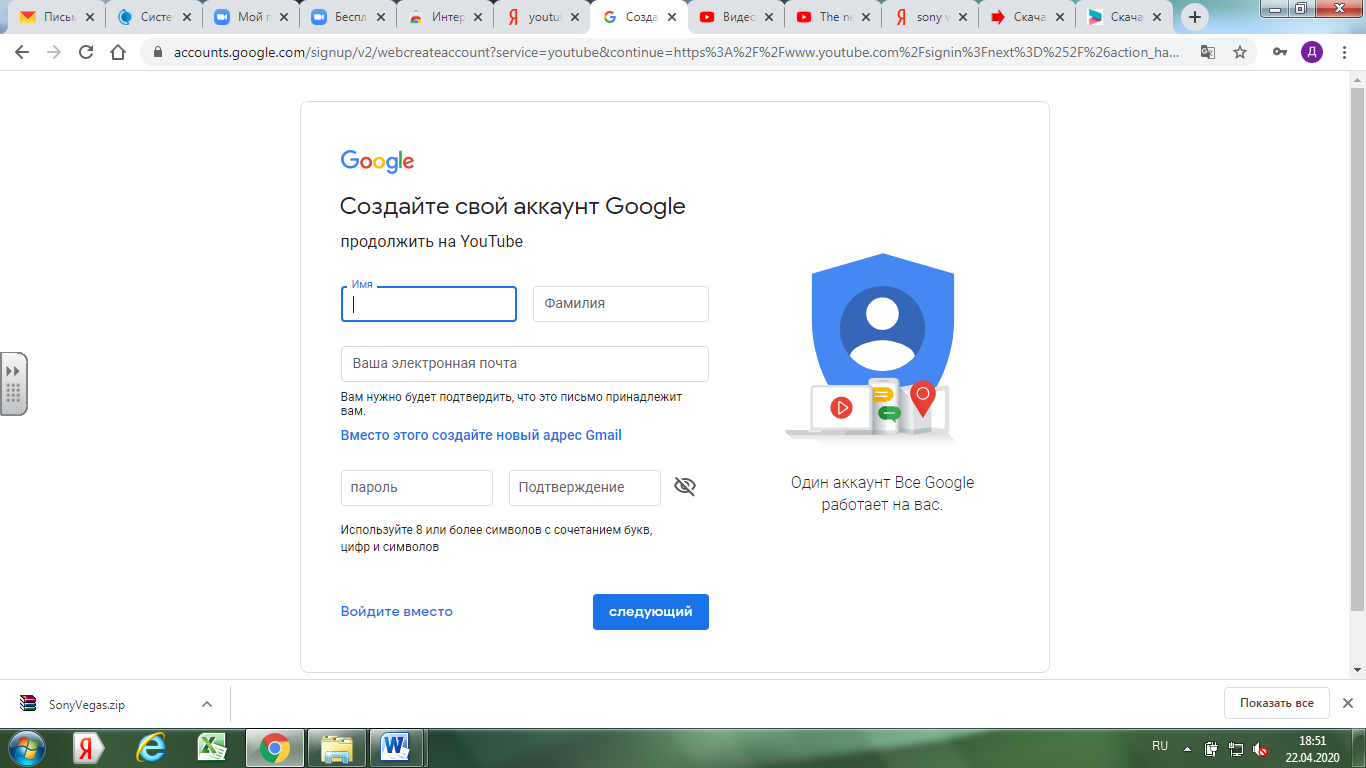 Письм
Систем
Мой п
Беспл
Интер
youtub
Созда
Видео
The ne
sony v
Скача
Скача
accounts.google.com/signup/v2/webcreateaccount?service=youtube&continue=https%3A%2F%2Fwww.youtube.com%2Fsignin%3Fnext%3D%252F%26action_ha...
Д
Google
Создайте свой аккаунт Google
продолжить на YouTube
Имя
Фамилия
Ваша электронная почта
Вам нужно будет подтвердить, что это письмо принадлежит
вам.
Вместо этого создайте новый адрес Gmail
пароль
Подтверждение
Используйте 8 или более символов с сочетанием букв,
цифр и символов
Войдите вместо
следующий
Один аккаунт Все Google
работает на вас.
SonyVegas.zip
Показать все
RU
18:51
22.04.2020